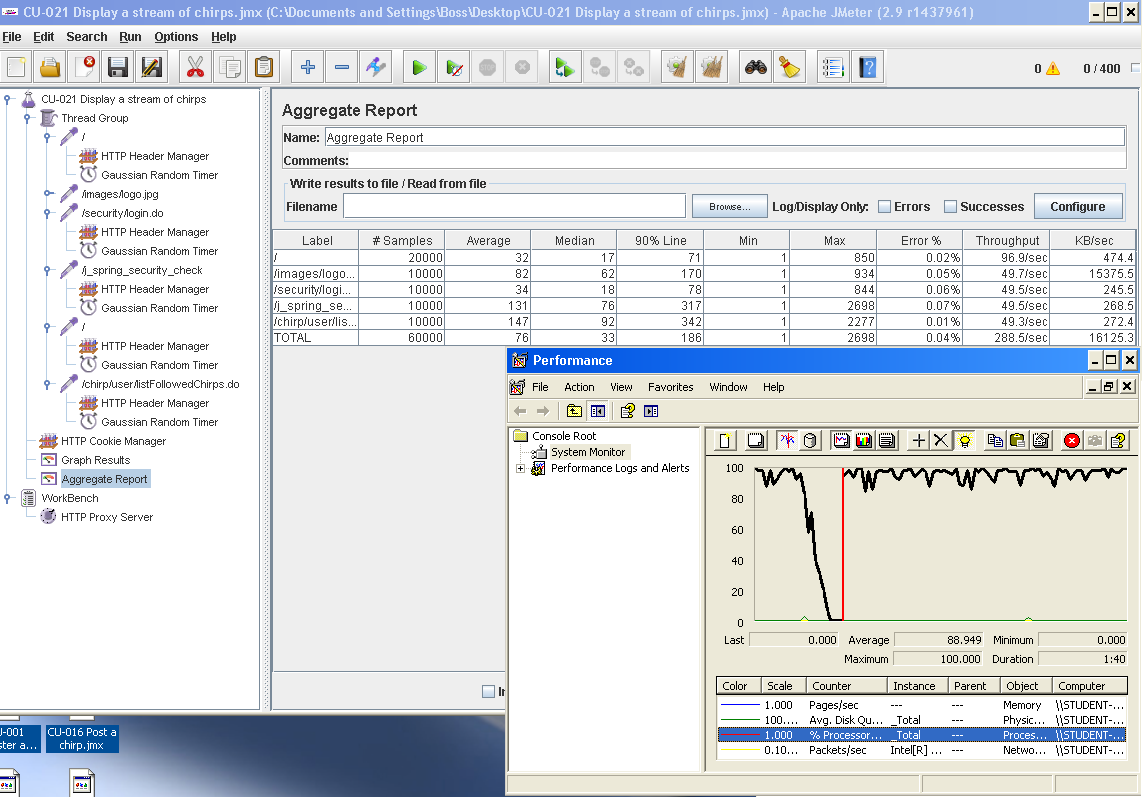 CU-021 Display a stream of chirps.jmx (C:\Documents and Settings\Boss\Desktop\CU-021 Display a stream of chirps.jmx) - Apache JMeter (2.9 r1437961)
File Edit Search Run Options Help
0 0 / 400
CU-021 Display a stream of chirps
Thread Group
/
HTTP Header Manager
Gaussian Random Timer
/images/logo.jpg
/security/login.do
HTTP Header Manager
Gaussian Random Timer
/j_spring_security_check
HTTP Header Manager
Gaussian Random Timer
/
HTTP Header Manager
Gaussian Random Timer
/chirp/user/listFollowedChirps.do
HTTP Header Manager
Gaussian Random Timer
HTTP Cookie Manager
Graph Results
Aggregate Report
WorkBench
HTTP Proxy Server
Aggregate Report
Name: Aggregate Report
Comments:
Write results to file / Read from file
Filename Browse... Log/Display Only: Errors Successes Configure
Label # Samples Average Median 90% Line Min Max Error % Throughput KB/sec
/ 20000 32 17 71 1 850 0.02% 96.9/sec 474.4
/images/logo... 10000 82 62 170 1 934 0.05% 49.7/sec 15375.5
/security/logi... 10000 34 18 78 1 844 0.06% 49.5/sec 245.5
/j_spring_se... 10000 131 76 317 1 2698 0.07% 49.5/sec 268.5
/chirp/user/lis... 10000 147 92 342 1 2277 0.01% 49.3/sec 272.4
TOTAL 60000 76 33 186 1 2698 0.04% 288.5/sec 16125.3
Performance
File Action View Favorites Window Help
Console Root
System Monitor
Performance Logs and Alerts
100
80
60
40
20
0
Last 0.000 Average 88.949 Minimum 0.000
Maximum 100.000 Duration 1:40
Color Scale Counter Instance Parent Object Computer
1.000 Pages/sec --- --- Memory \\STUDENT-...
100.... Avg. Disk Qu... _Total --- Physic... \\STUDENT-...
1.000 % Processor... _Total --- Proces... \\STUDENT-...
0.10... Packets/sec Intel[R] ... --- Netwo... \\STUDENT-...
CU-016 Post a
chirp.jmx